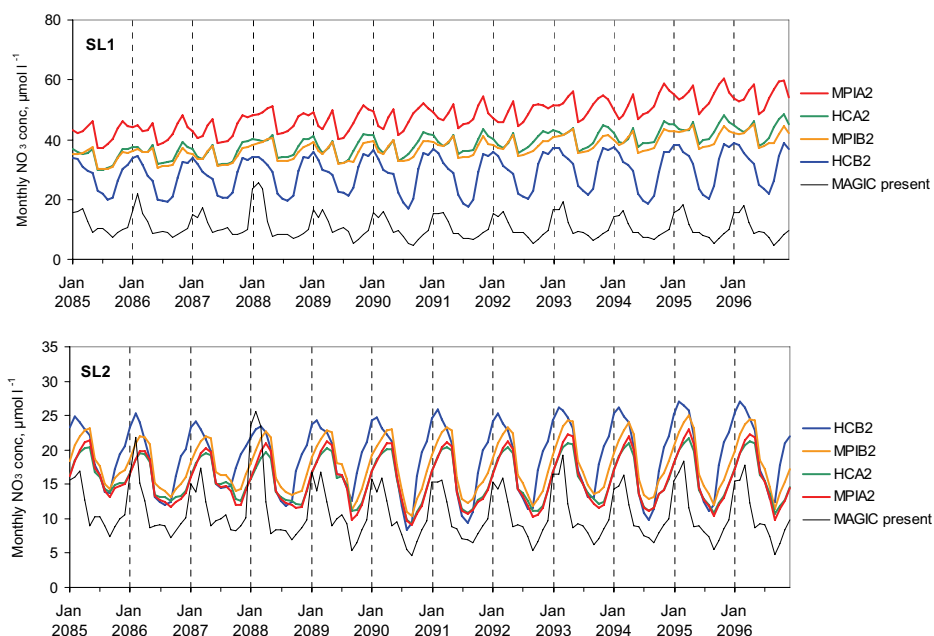 Monthly NO 3 conc, µmol l -1
80
60
40
20
0
SL1
Jan 2085
Jan 2086
Jan 2087
Jan 2088
Jan 2089
Jan 2090
Jan 2091
Jan 2092
Jan 2093
Jan 2094
Jan 2095
Jan 2096
MPIA2
HCA2
MPIB2
HCB2
MAGIC present
Monthly NO 3 conc, µmol l -1
35
30
25
20
15
10
5
0
SL2
Jan 2085
Jan 2086
Jan 2087
Jan 2088
Jan 2089
Jan 2090
Jan 2091
Jan 2092
Jan 2093
Jan 2094
Jan 2095
Jan 2096
HCB2
MPIB2
HCA2
MPIA2
MAGIC present